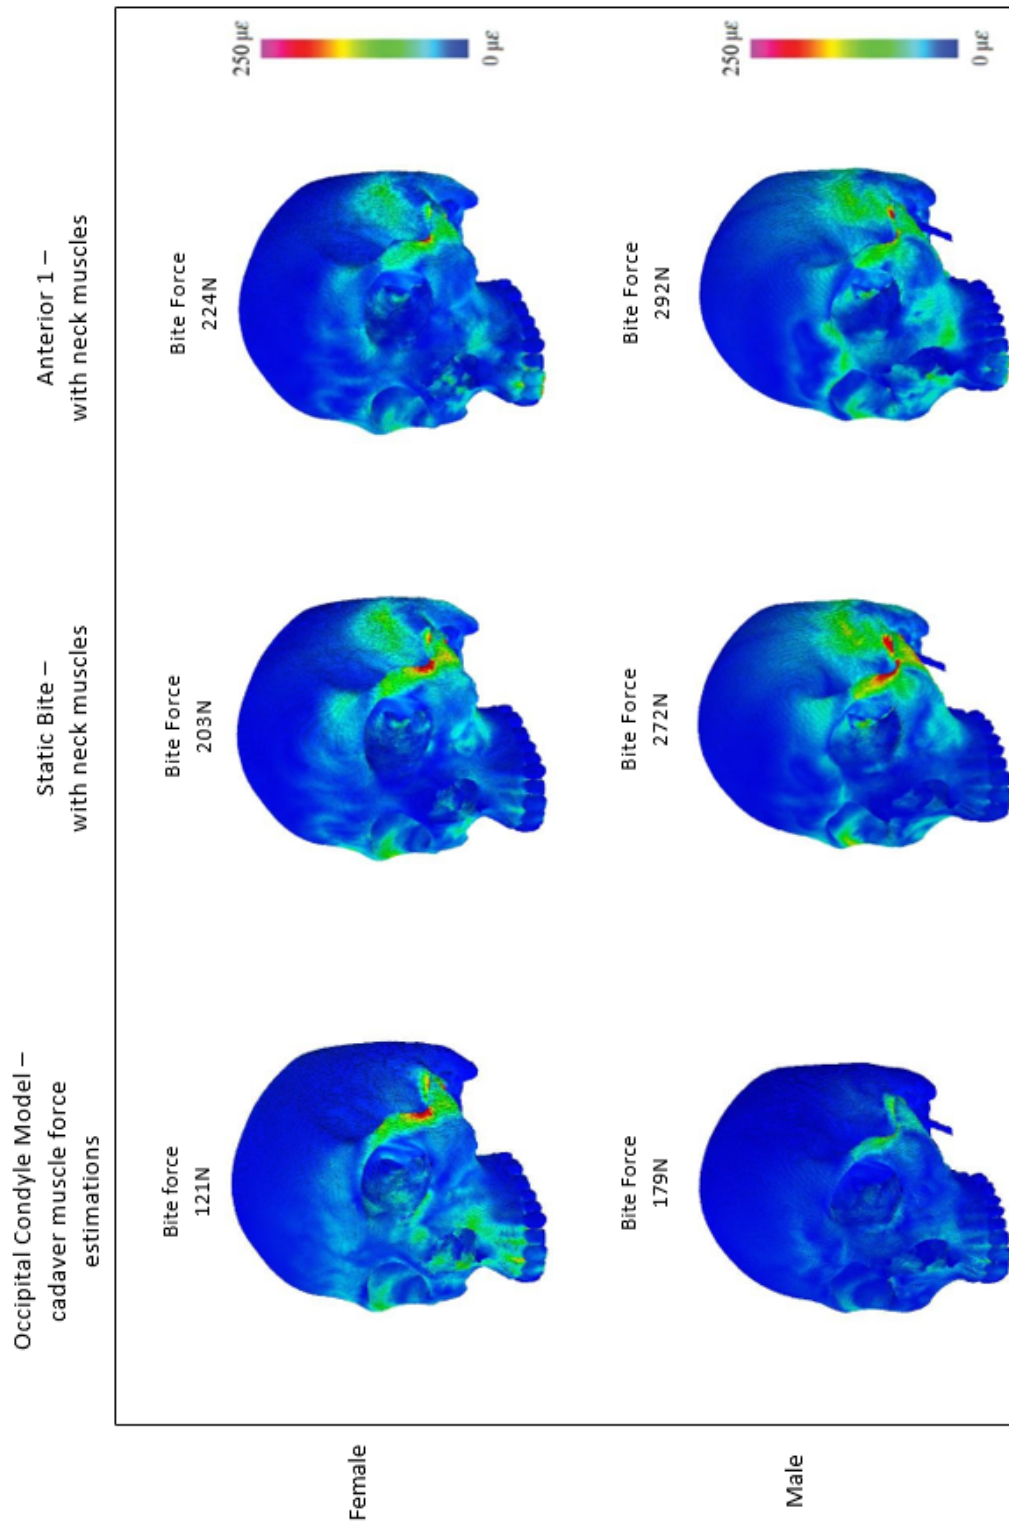 Occipital Condyle Model –
cadaver muscle force
estimations
Static Bite –
with neck muscles
Anterior 1 –
with neck muscles
Female
Bite force
121N
Bite Force
203N
Bite Force
224N
250 µε
0 µε
Male
Bite Force
179N
Bite Force
272N
Bite Force
292N
250 µε
0 µε